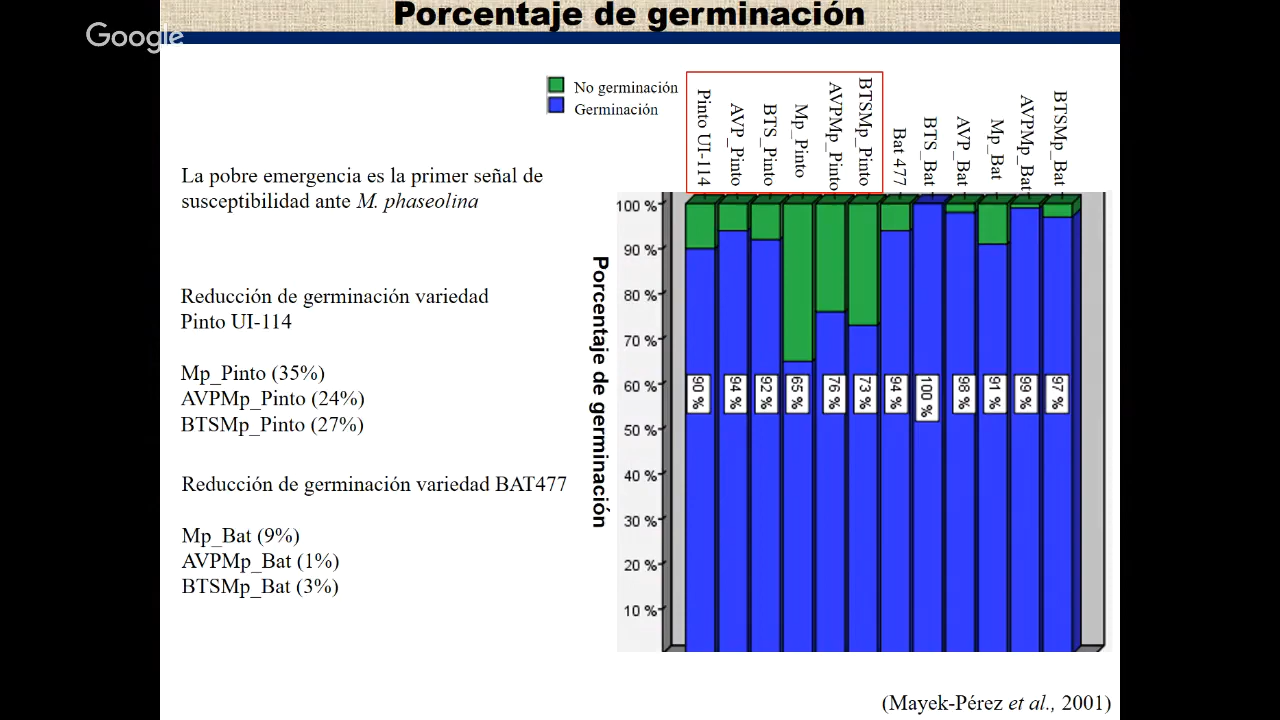 Porcentaje de germinación
Google
No germinación
Germinación
Pinto UI-114
AVP_Pinto
BTS_Pinto
Mp_Pinto
AVPMp_Pinto
BTSMp_Pinto
Bat 477
BTS_Bat
AVP_Bat
Mp_Bat
AVPMp_Bat
BTSMp_Bat
La pobre emergencia es la primer señal de
susceptibilidad ante M. phaseolina
Reducción de germinación variedad
Pinto UI-114
Mp_Pinto (35%)
AVPMp_Pinto (24%)
BTSMp_Pinto (27%)
Reducción de germinación variedad BAT477
Mp_Bat (9%)
AVPMp_Bat (1%)
BTSMp_Bat (3%)
Porcentaje de germinación
100 %
90 %
80 %
70 %
60 %
50 %
40 %
30 %
20 %
10 %
90 %
94 %
92 %
65 %
76 %
73 %
94 %
100 %
98 %
91 %
99 %
97 %
(Mayek-Pérez et al., 2001)